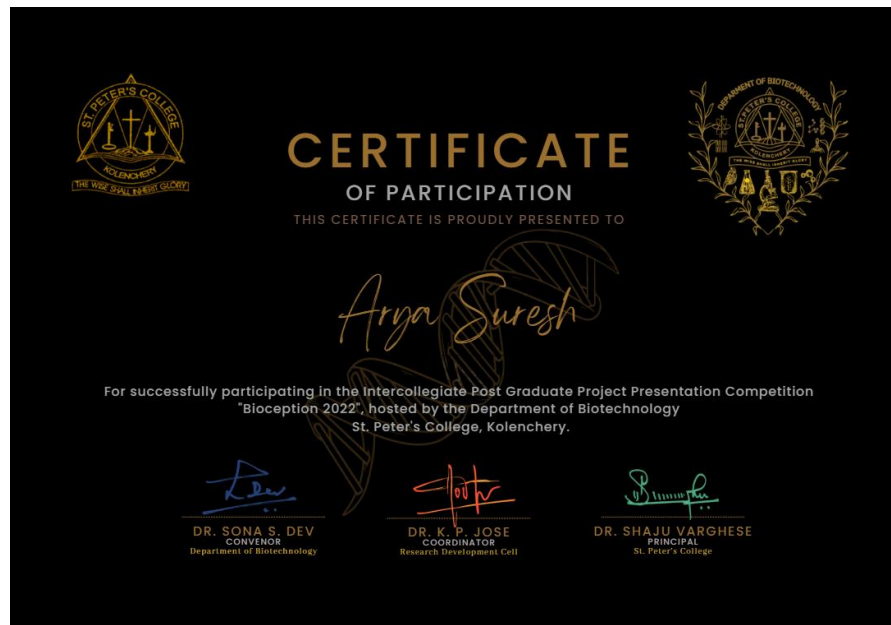 ST. PETER'S COLLEGE
KOLENCHERY
THE WISE SHALL INHERIT GLORY
DEPARMENT OF BIOTECHNOLOGY
ST. PETER'S COLLEGE
KOLENCHERY
THE WISE SHALL INHERIT GLORY
CERTIFICATE
OF PARTICIPATION
THIS CERTIFICATE IS PROUDLY PRESENTED TO
Arya Suresh
For successfully participating in the Intercollegiate Post Graduate Project Presentation Competition
"Bioception 2022", hosted by the Department of Biotechnology
St. Peter's College, Kolenchery.
DR. SONA S. DEV
CONVENOR
Department of Biotechnology
DR. K. P. JOSE
COORDINATOR
Research Development Cell
DR. SHAJU VARGHESE
PRINCIPAL
St. Peter's College